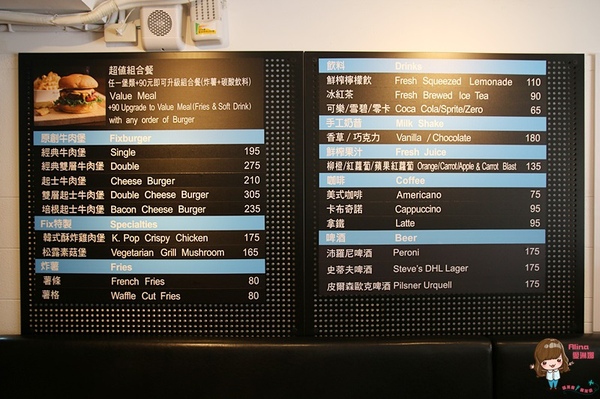 超值組合餐
任一堡類+90元即可升級組合餐(炸薯+碳酸飲料)
Value Meal
+90 Upgrade to Value Meal(Fries & Soft Drink)
with any order of Burger
原創牛肉堡 Fixburger
經典牛肉堡 Single 195
經典雙層牛肉堡 Double 275
起士牛肉堡 Cheese Burger 210
雙層起士牛肉堡 Double Cheese Burger 305
培根起士牛肉堡 Bacon Cheese Burger 235
Fix特製 Specialties
韓式酥炸雞肉堡 K. Pop Crispy Chicken 175
松露素菇堡 Vegetarian Grill Mushroom 165
炸薯 Fries
薯條 French Fries 80
薯格 Waffle Cut Fries 80
飲料 Drinks
鮮榨檸檬飲 Fresh Squeezed Lemonade 110
冰紅茶 Fresh Brewed Ice Tea 90
可樂/雪碧/零卡 Coca Cola/Sprite/Zero 65
手工奶昔 Milk Shake
香草 / 巧克力 Vanilla / Chocolate 180
鮮榨果汁 Fresh Juice
柳橙/紅蘿蔔/蘋果紅蘿蔔 Orange/Carrot/Apple & Carrot Blast 135
咖啡 Coffee
美式咖啡 Americano 75
卡布奇諾 Cappuccino 95
拿鐵 Latte 95
啤酒 Beer
沛羅尼啤酒 Peroni 175
史蒂夫啤酒 Steve's DHL Lager 175
皮爾森歐克啤酒 Pilsner Urquell 175
Alina
愛琳娜